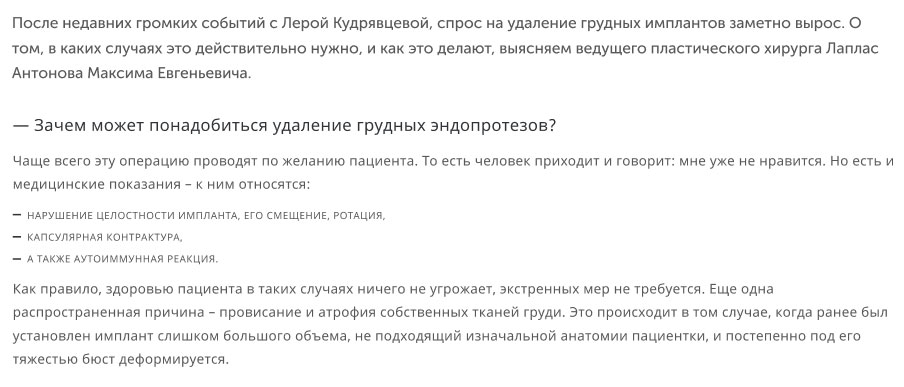 После недавних громких событий с Лерой Кудрявцевой, спрос на удаление грудных имплантов заметно вырос. О
том, в каких случаях это действительно нужно, и как это делают, выясняем ведущего пластического хирурга Лаплас
Антонова Максима Евгеньевича.
— Зачем может понадобиться удаление грудных эндопротезов?
Чаще всего эту операцию проводят по желанию пациента. То есть человек приходит и говорит: мне уже не нравится. Но есть и
медицинские показания – к ним относятся:
— НАРУШЕНИЕ ЦЕЛОСТНОСТИ ИМПЛАНТА, ЕГО СМЕЩЕНИЕ, РОТАЦИЯ,
— КАПСУЛЯРНАЯ КОНТРАКТУРА,
— А ТАКЖЕ АУТОИММУННАЯ РЕАКЦИЯ.
Как правило, здоровью пациента в таких случаях ничего не угрожает, экстренных мер не требуется. Еще одна
распространенная причина – провисание и атрофия собственных тканей груди. Это происходит в том случае, когда ранее был
установлен имплант слишком большого объема, не подходящий изначальной анатомии пациентки, и постепенно под его
тяжестью бюст деформируется.